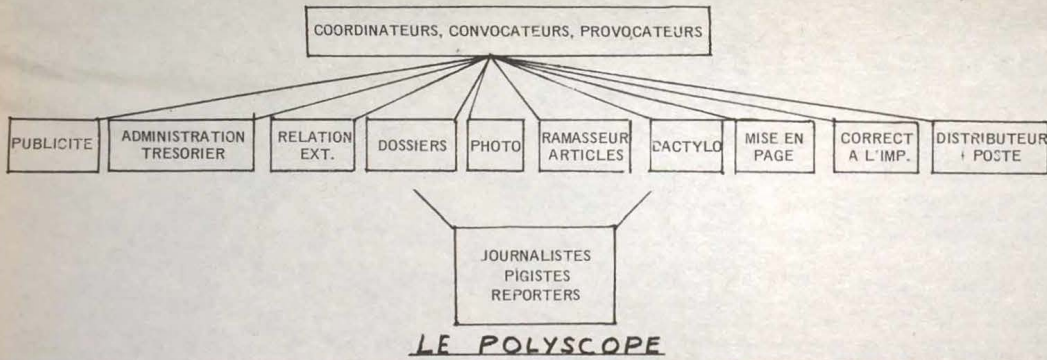 COORDINATEURS, CONVOCATEURS, PROVOCATEURS
PUBLICITE
ADMINISTRATION
TRESORIER
RELATION
EXT.
DOSSIERS
PHOTO
RAMASSEUR
ARTICLES
DACTYLO
MISE EN
PAGE
CORRECT
A L'IMP.
DISTRIBUTEUR
POSTE
JOURNALISTES
PIGISTES
REPORTERS
LE POLYSCOPE